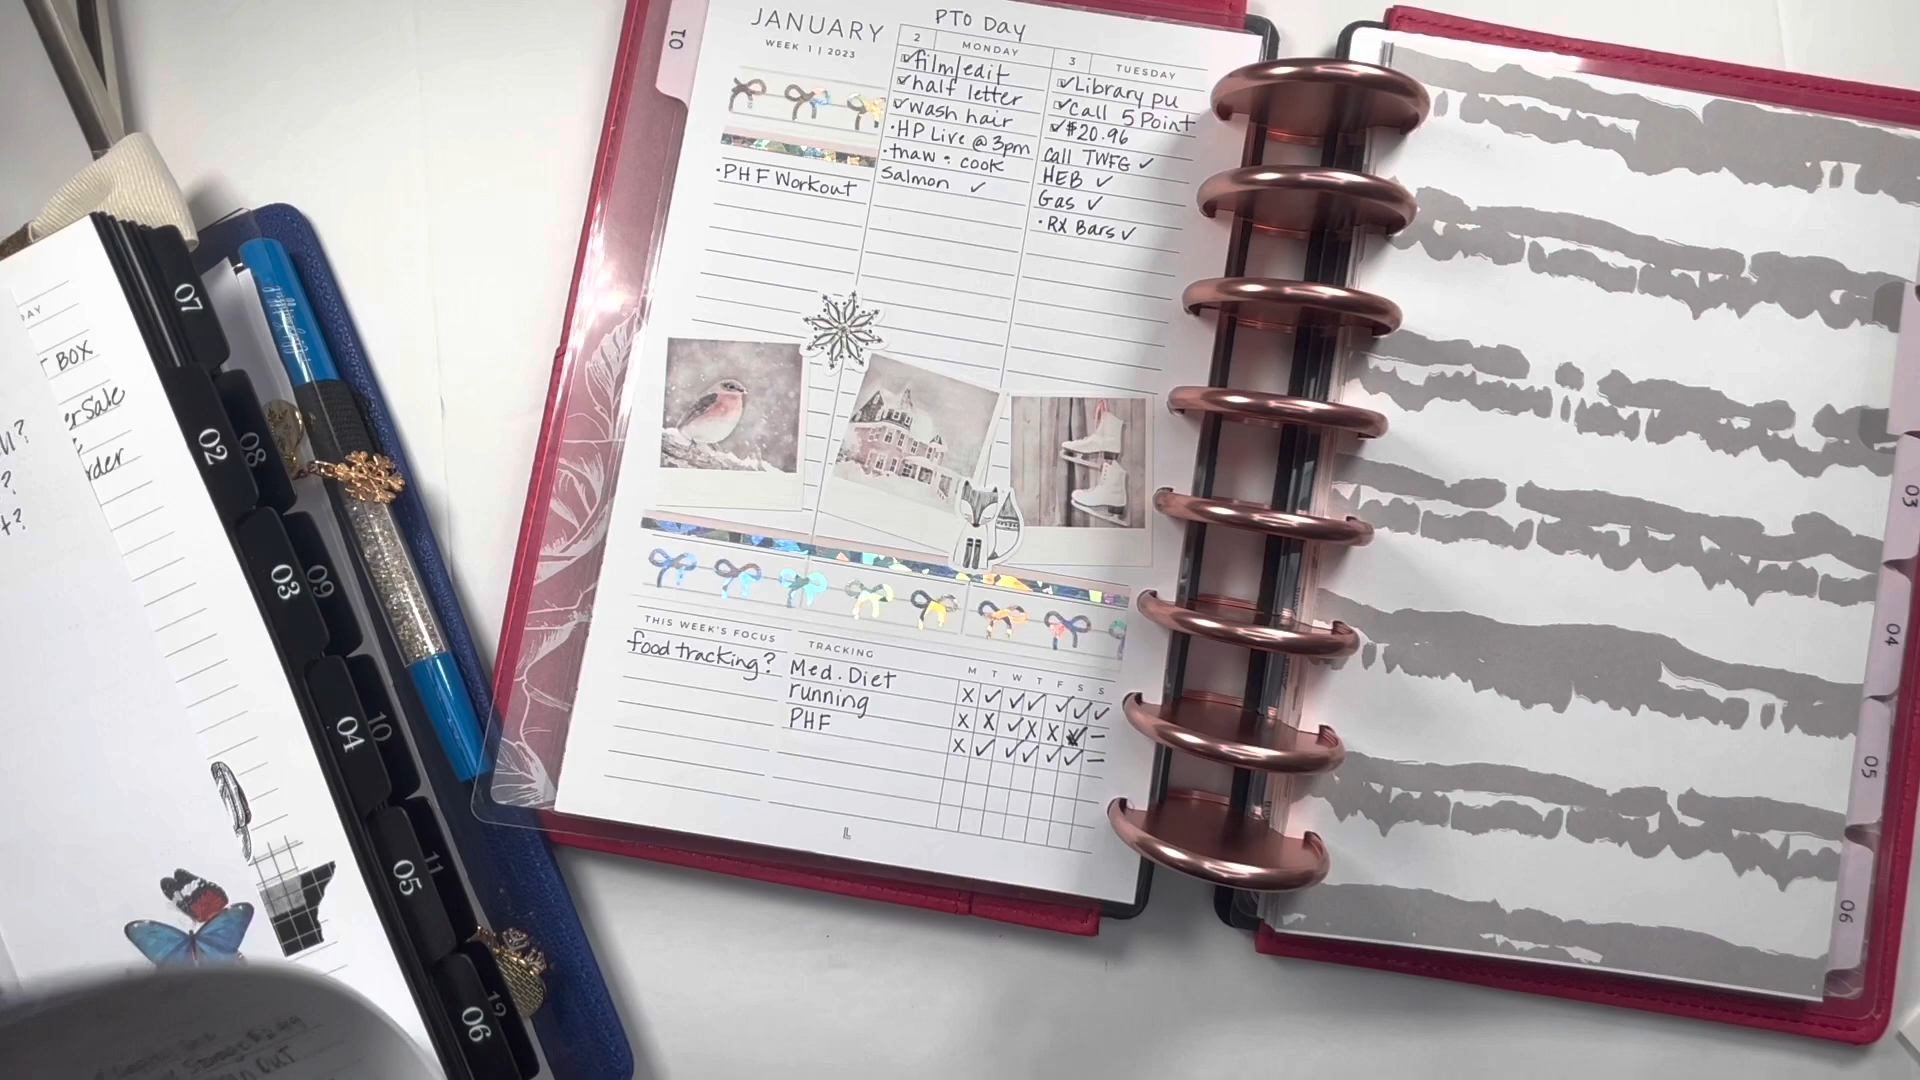 01
JANUARY
WEEK 1 | 2023
PTO Day
2 MONDAY
film/edit
half letter
wash hair
·HP Live @ 3pm
·thaw · cook
Salmon ✓
3 TUESDAY
Library pu
Call 5 Point
$20.96
Call TWFG ✓
HEB ✓
Gas ✓
·RX Bars ✓
·PHF Workout
THIS WEEK'S FOCUS
food tracking?
TRACKING
M T W T F S S
Med. Diet X ✓ ✓ ✓ ✓ ✓ ✓
running X X ✓ X X ✓ –
PHF X ✓ ✓ ✓ ✓ ✓ –
03
04
05
06
07
02
08
03
09
04
10
05
11
06
12
BOX
Sale